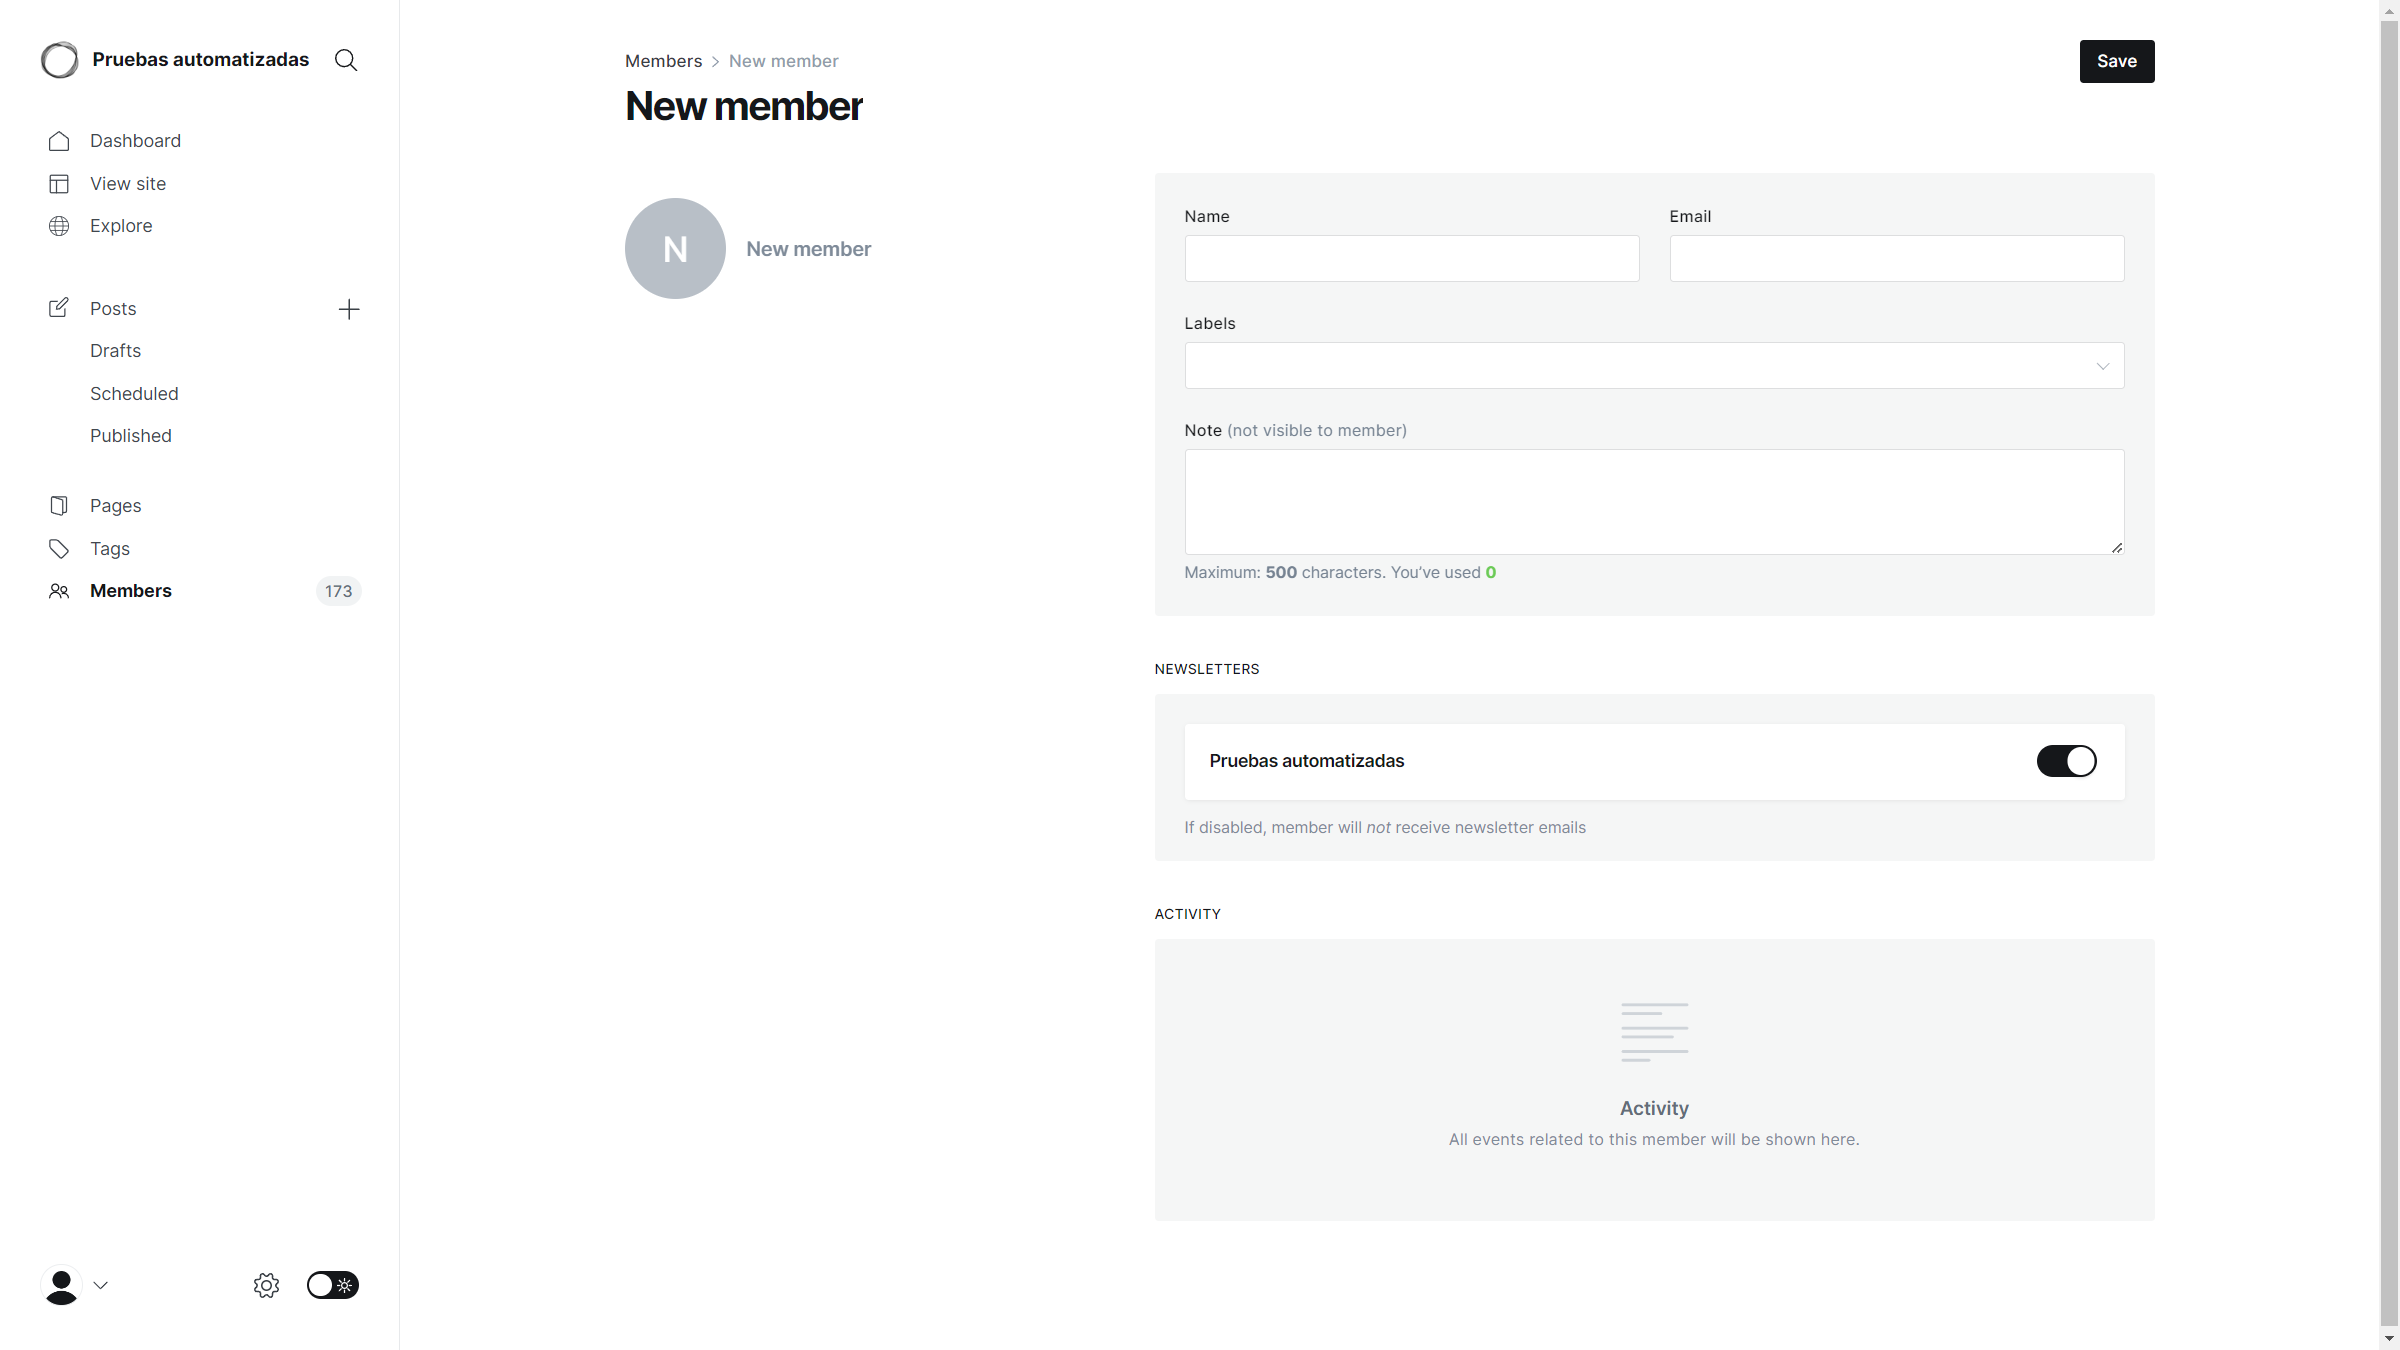 Pruebas automatizadas
Dashboard
View site
Explore
Posts
Drafts
Scheduled
Published
Pages
Tags
Members 173
Members > New member
Save
New member
N
New member
Name
Email
Labels
Note (not visible to member)
Maximum: 500 characters. You’ve used 0
NEWSLETTERS
Pruebas automatizadas
If disabled, member will not receive newsletter emails
ACTIVITY
Activity
All events related to this member will be shown here.